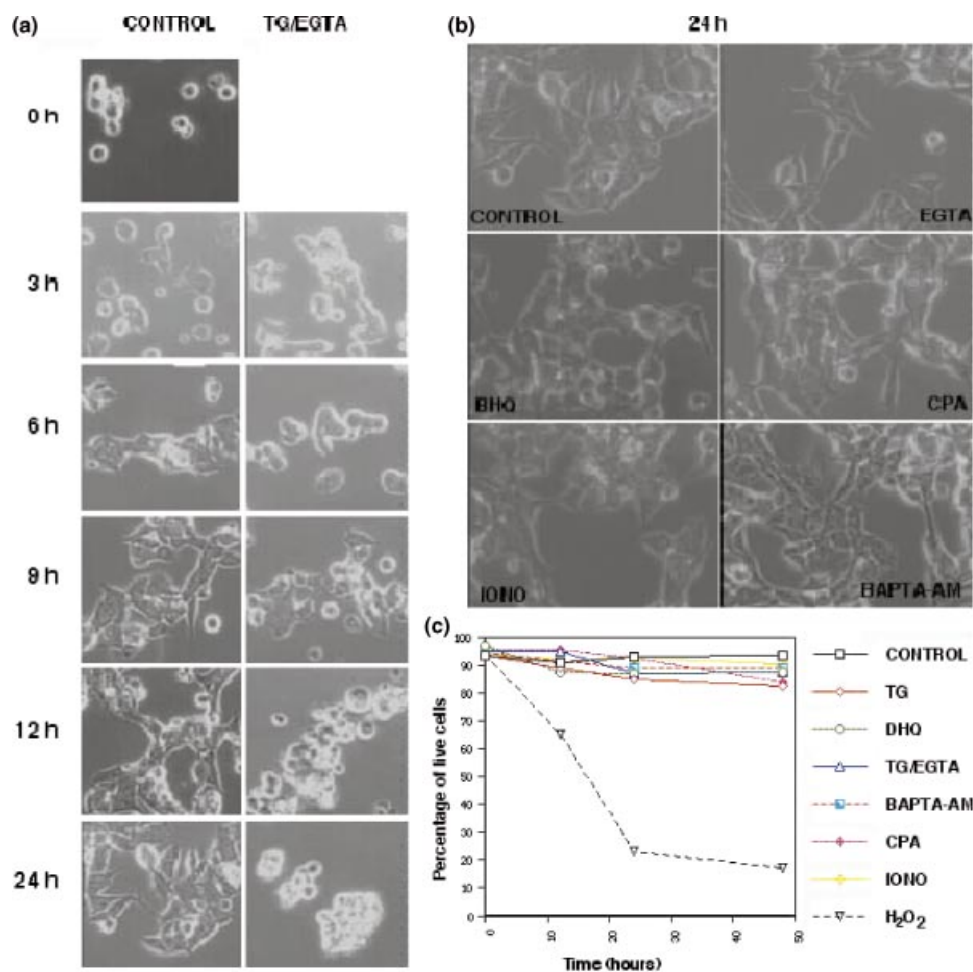 (a) CONTROL TG/EGTA
0 h
3 h
6 h
9 h
12 h
24 h
(b) 24 h
CONTROL EGTA
BHQ CPA
IONO BAPTA-AM
(c)
Percentage of live cells
100
90
80
70
60
50
40
30
20
10
0
0 10 20 30 40 50
Time (hours)
CONTROL
TG
DHQ
TG/EGTA
BAPTA-AM
CPA
IONO
H₂O₂